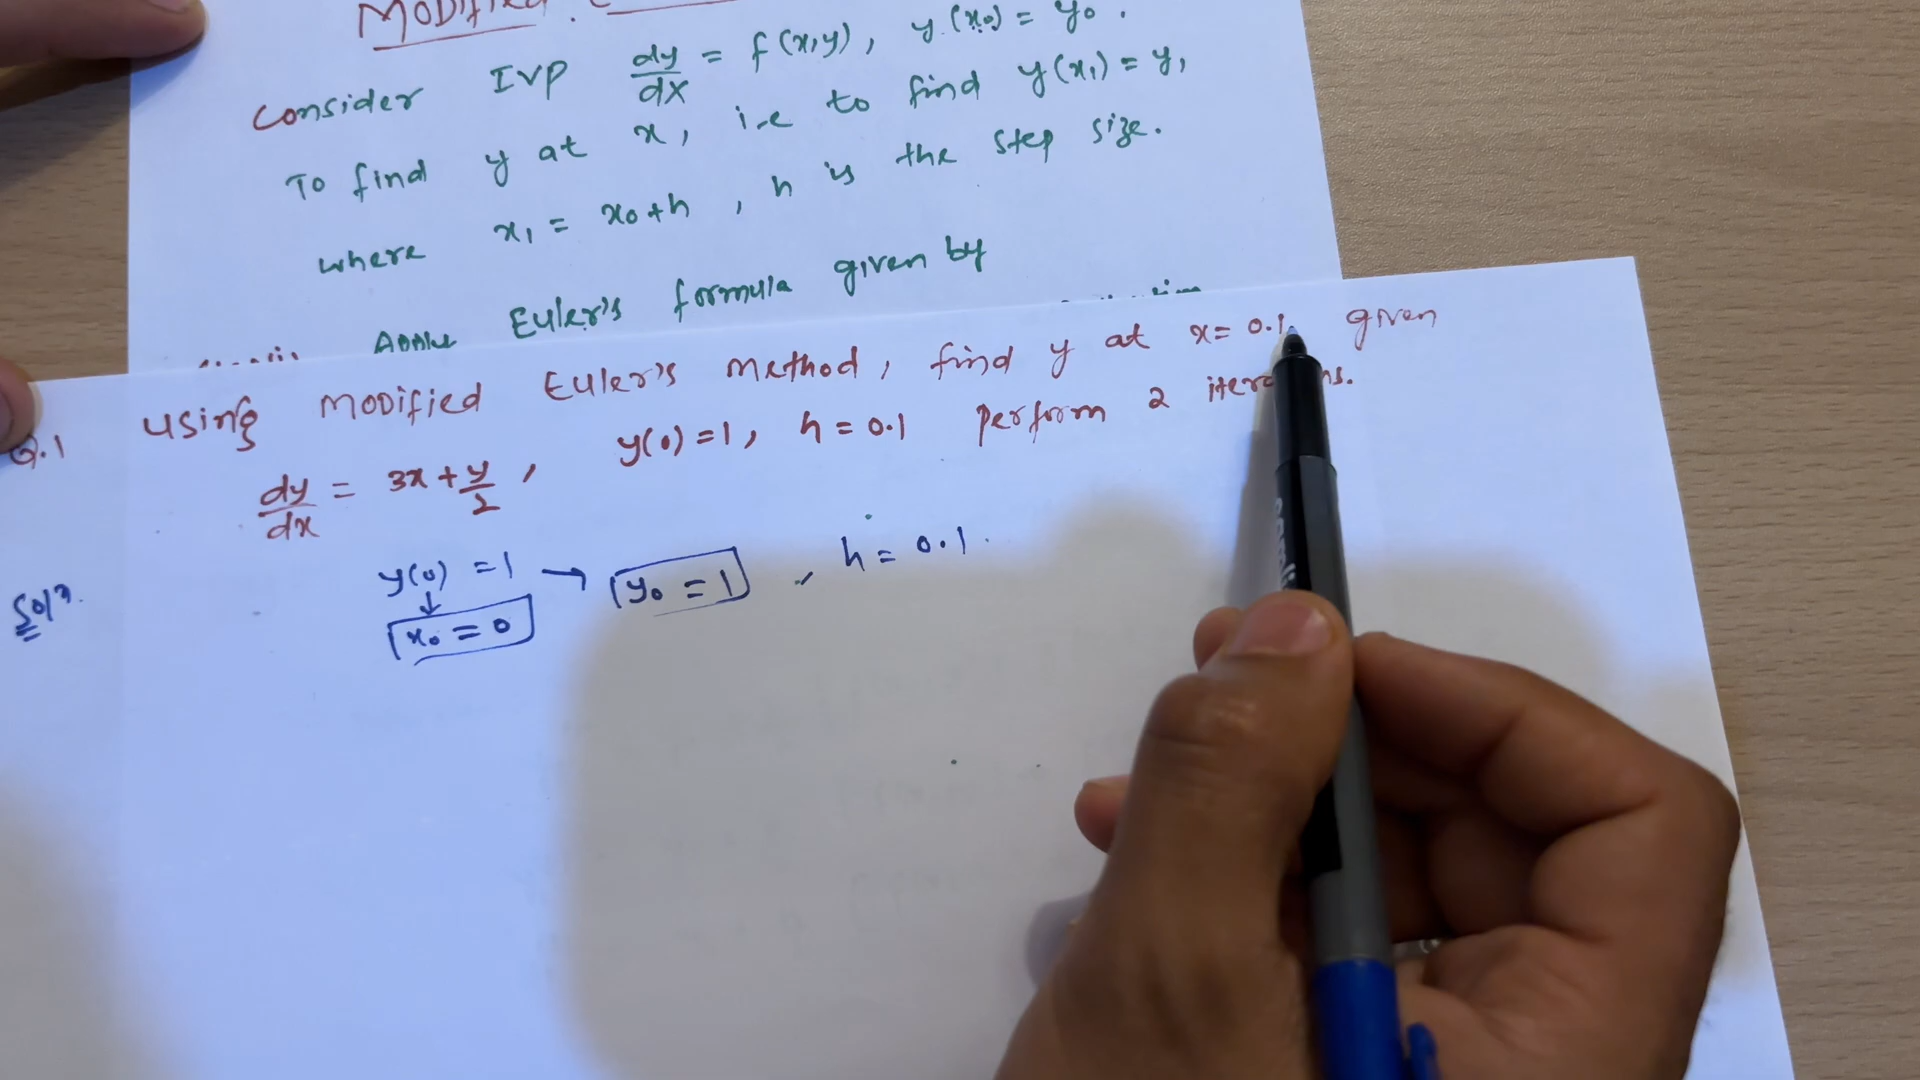 Modified
Consider IVP dy/dx = f(x,y), y(x0) = y0.
To find y at x, i.e to find y(x1) = y1
where x1 = x0+h, h is the step size.
Apply Euler's formula given by
Q.1 Using Modified Euler's Method, find y at x= 0.1 given
dy/dx = 3x + y/2, y(0)=1, h=0.1 perform 2 iterations.
Sol?. y(0) =1 → y0 = 1, h = 0.1.
↓
x0 = 0